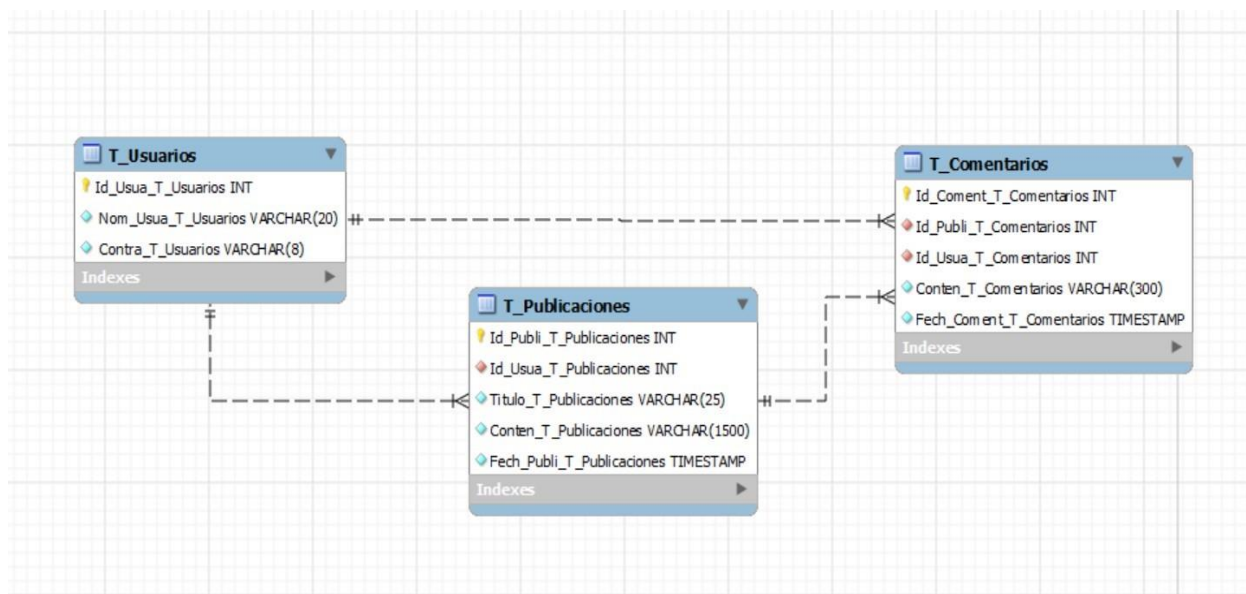 T_Usuarios
Id_Usua_T_Usuarios INT
Nom_Usua_T_Usuarios VARCHAR(20)
Contra_T_Usuarios VARCHAR(8)
Indexes
T_Publicaciones
Id_Publi_T_Publicaciones INT
Id_Usua_T_Publicaciones INT
Titulo_T_Publicaciones VARCHAR(25)
Conten_T_Publicaciones VARCHAR(1500)
Fech_Publi_T_Publicaciones TIMESTAMP
Indexes
T_Comentarios
Id_Coment_T_Comentarios INT
Id_Publi_T_Comentarios INT
Id_Usua_T_Comentarios INT
Conten_T_Comentarios VARCHAR(300)
Fech_Coment_T_Comentarios TIMESTAMP
Indexes